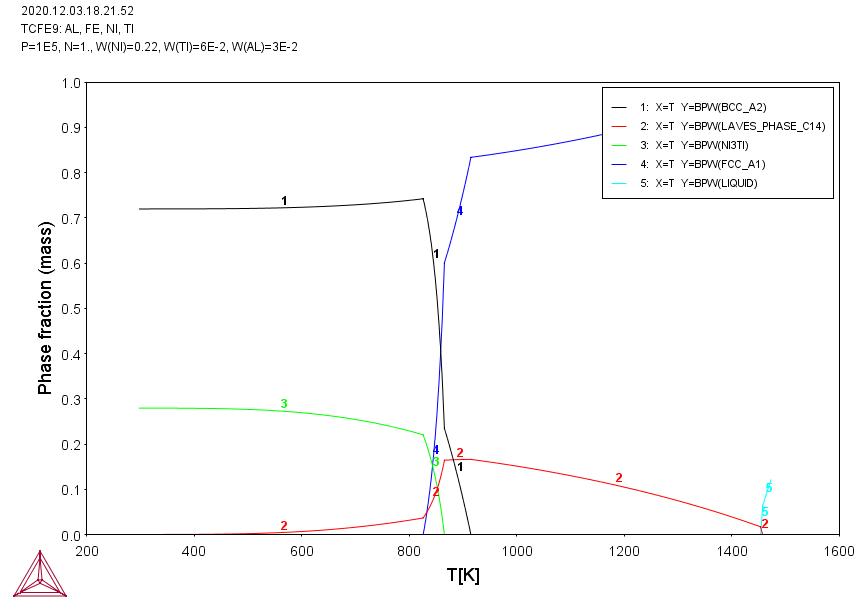 2020.12.03.18.21.52
TCFE9: AL, FE, NI, TI
P=1E5, N=1., W(NI)=0.22, W(TI)=6E-2, W(AL)=3E-2
1.0
0.9
0.8
0.7
0.6
0.5
0.4
0.3
0.2
0.1
0.0
Phase fraction (mass)
1: X=T Y=BPW(BCC_A2)
2: X=T Y=BPW(LAVES_PHASE_C14)
3: X=T Y=BPW(NI3TI)
4: X=T Y=BPW(FCC_A1)
5: X=T Y=BPW(LIQUID)
1
4
1
3
4
2
3
1
2
2
5
5
2
2
200 400 600 800 1000 1200 1400 1600
T[K]